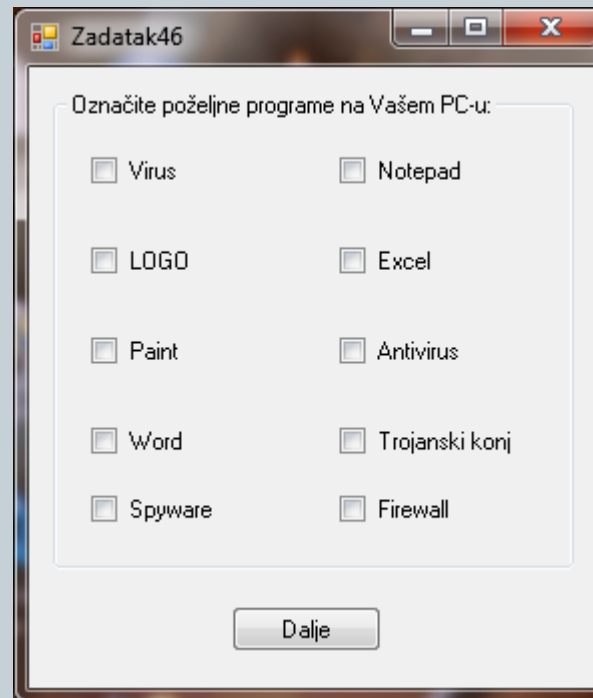 Zadatak46
Označite poželjne programe na Vašem PC-u:
Virus Notepad
LOGO Excel
Paint Antivirus
Word Trojanski konj
Spyware Firewall
Dalje